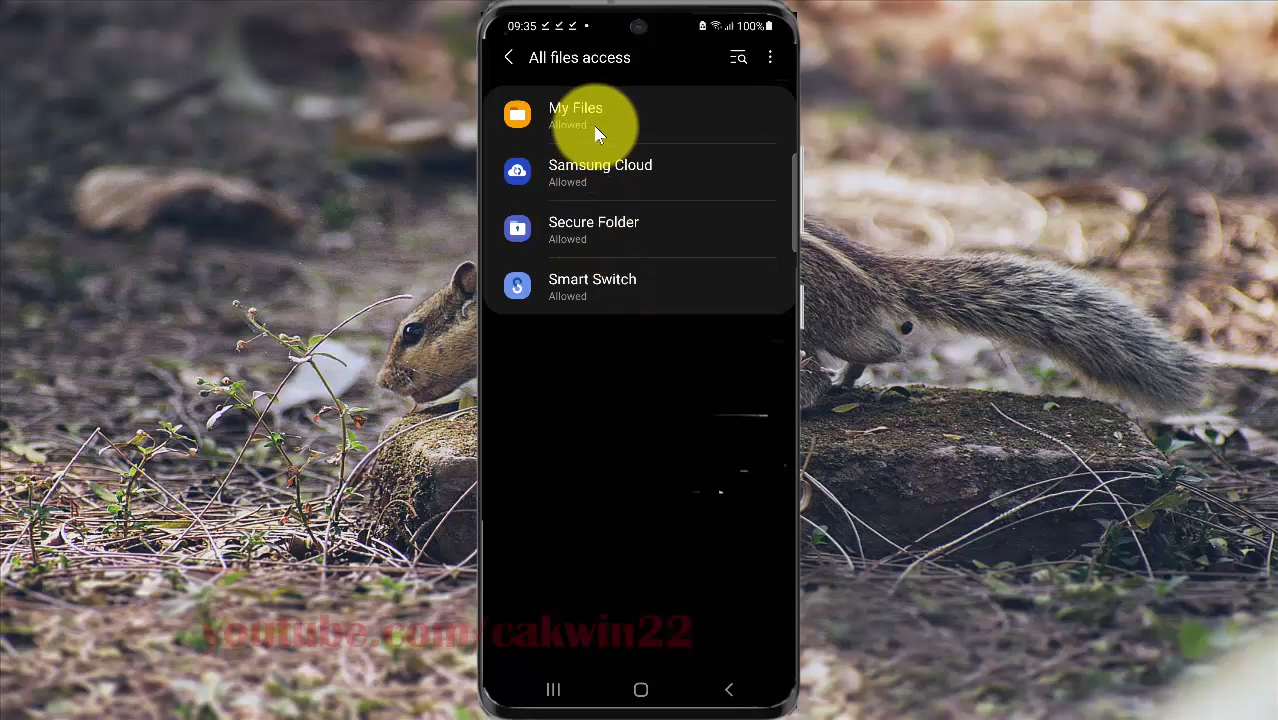 09:35
100%
All files access
My Files
Allowed
Samsung Cloud
Allowed
Secure Folder
Allowed
Smart Switch
Allowed
youtube.com/cakwin22